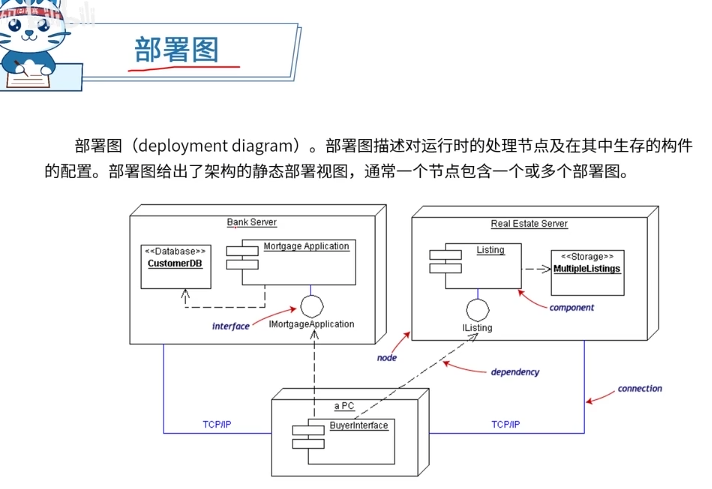 部署图
部署图（deployment diagram）。部署图描述对运行时的处理节点及在其中生存的构件
的配置。部署图给出了架构的静态部署视图，通常一个节点包含一个或多个部署图。
Bank Server
<<Database>>
CustomerDB
Mortgage Application
interface
IMortgageApplication
Real Estate Server
Listing
<<Storage>>
MultipleListings
component
IListing
node
dependency
connection
a PC
BuyerInterface
TCP/IP
TCP/IP